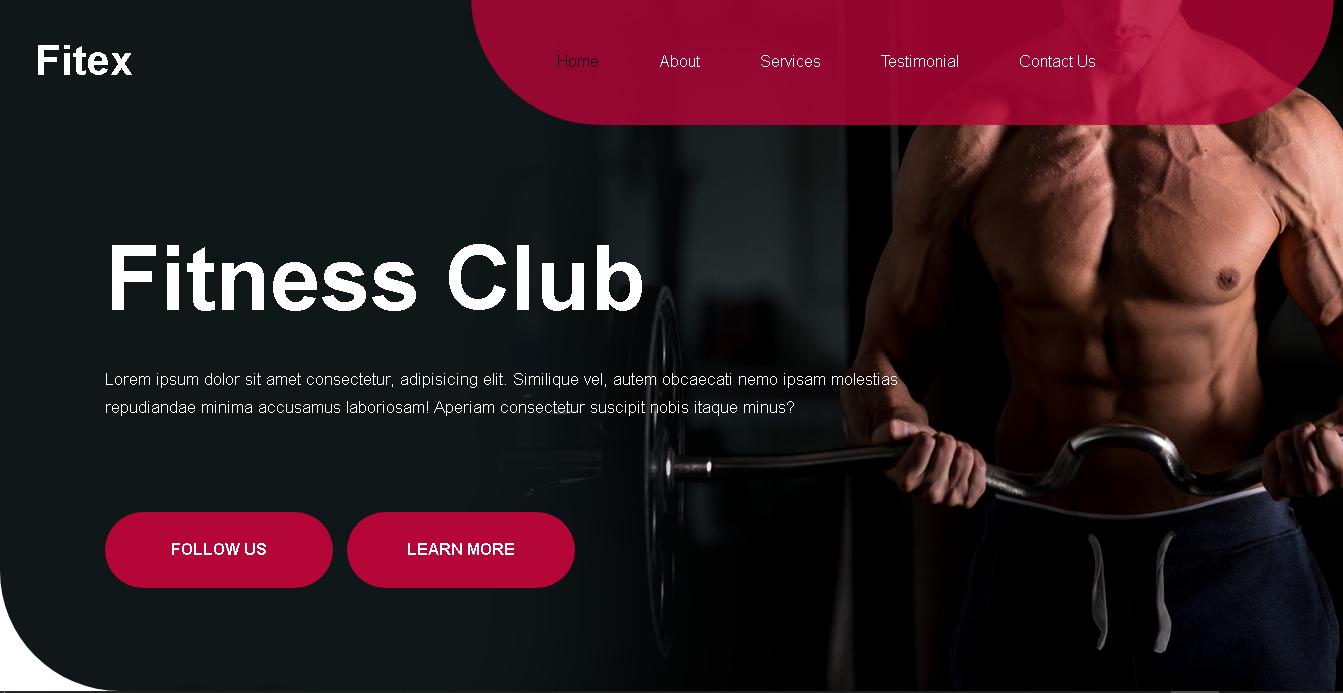 Fitex
Home About Services Testimonial Contact Us
Fitness Club
Lorem ipsum dolor sit amet consectetur, adipisicing elit. Similique vel, autem obcaecati nemo ipsam molestias
repudiandae minima accusamus laboriosam! Aperiam consectetur suscipit nobis itaque minus?
FOLLOW US LEARN MORE